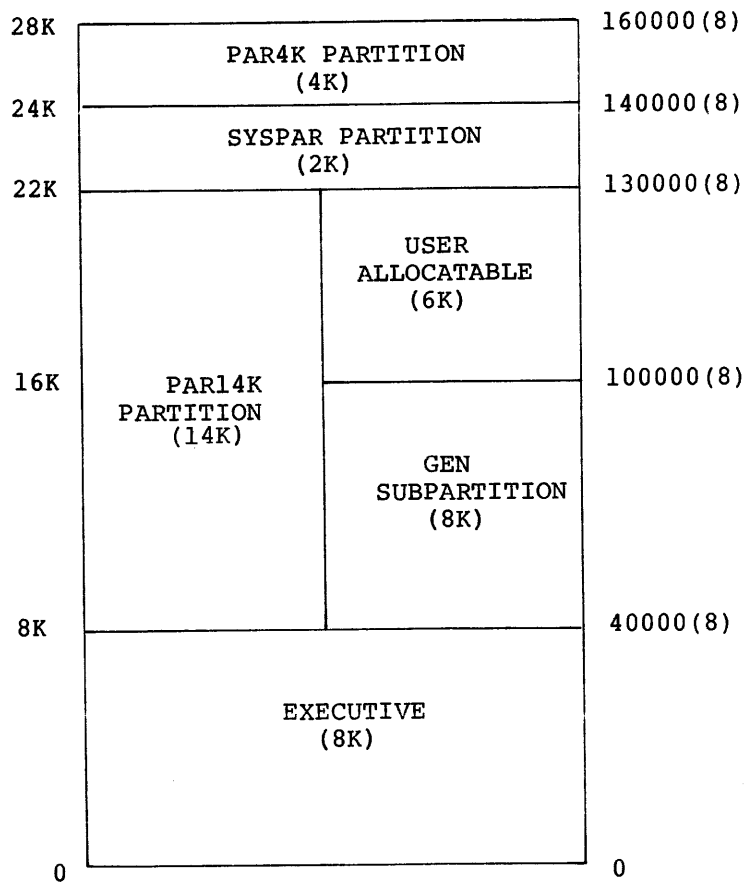 28K
160000(8)
PAR4K PARTITION
(4K)
24K
140000(8)
SYSPAR PARTITION
(2K)
22K
130000(8)
USER
ALLOCATABLE
(6K)
16K
100000(8)
PAR14K
PARTITION
(14K)
GEN
SUBPARTITION
(8K)
8K
40000(8)
EXECUTIVE
(8K)
0
0